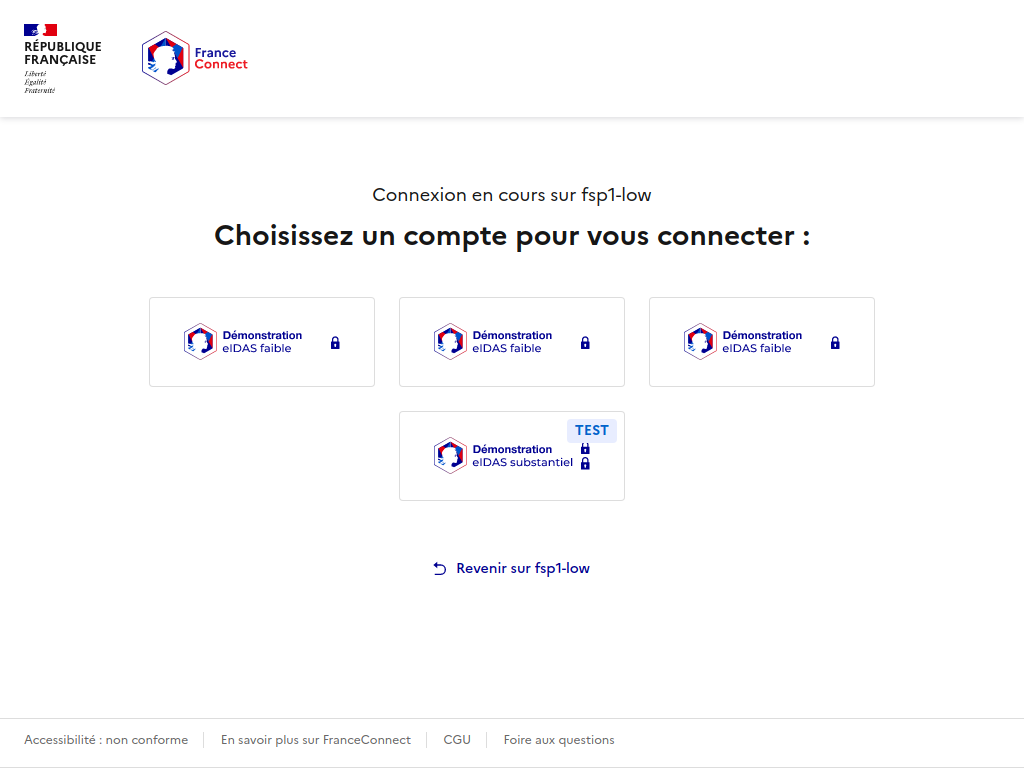 RÉPUBLIQUE
FRANÇAISE
Liberté
Égalité
Fraternité
France
Connect
Connexion en cours sur fsp1-low
Choisissez un compte pour vous connecter :
Démonstration
eIDAS faible
Démonstration
eIDAS faible
Démonstration
eIDAS faible
TEST
Démonstration
eIDAS substantiel
Revenir sur fsp1-low
Accessibilité : non conforme
En savoir plus sur FranceConnect
CGU
Foire aux questions